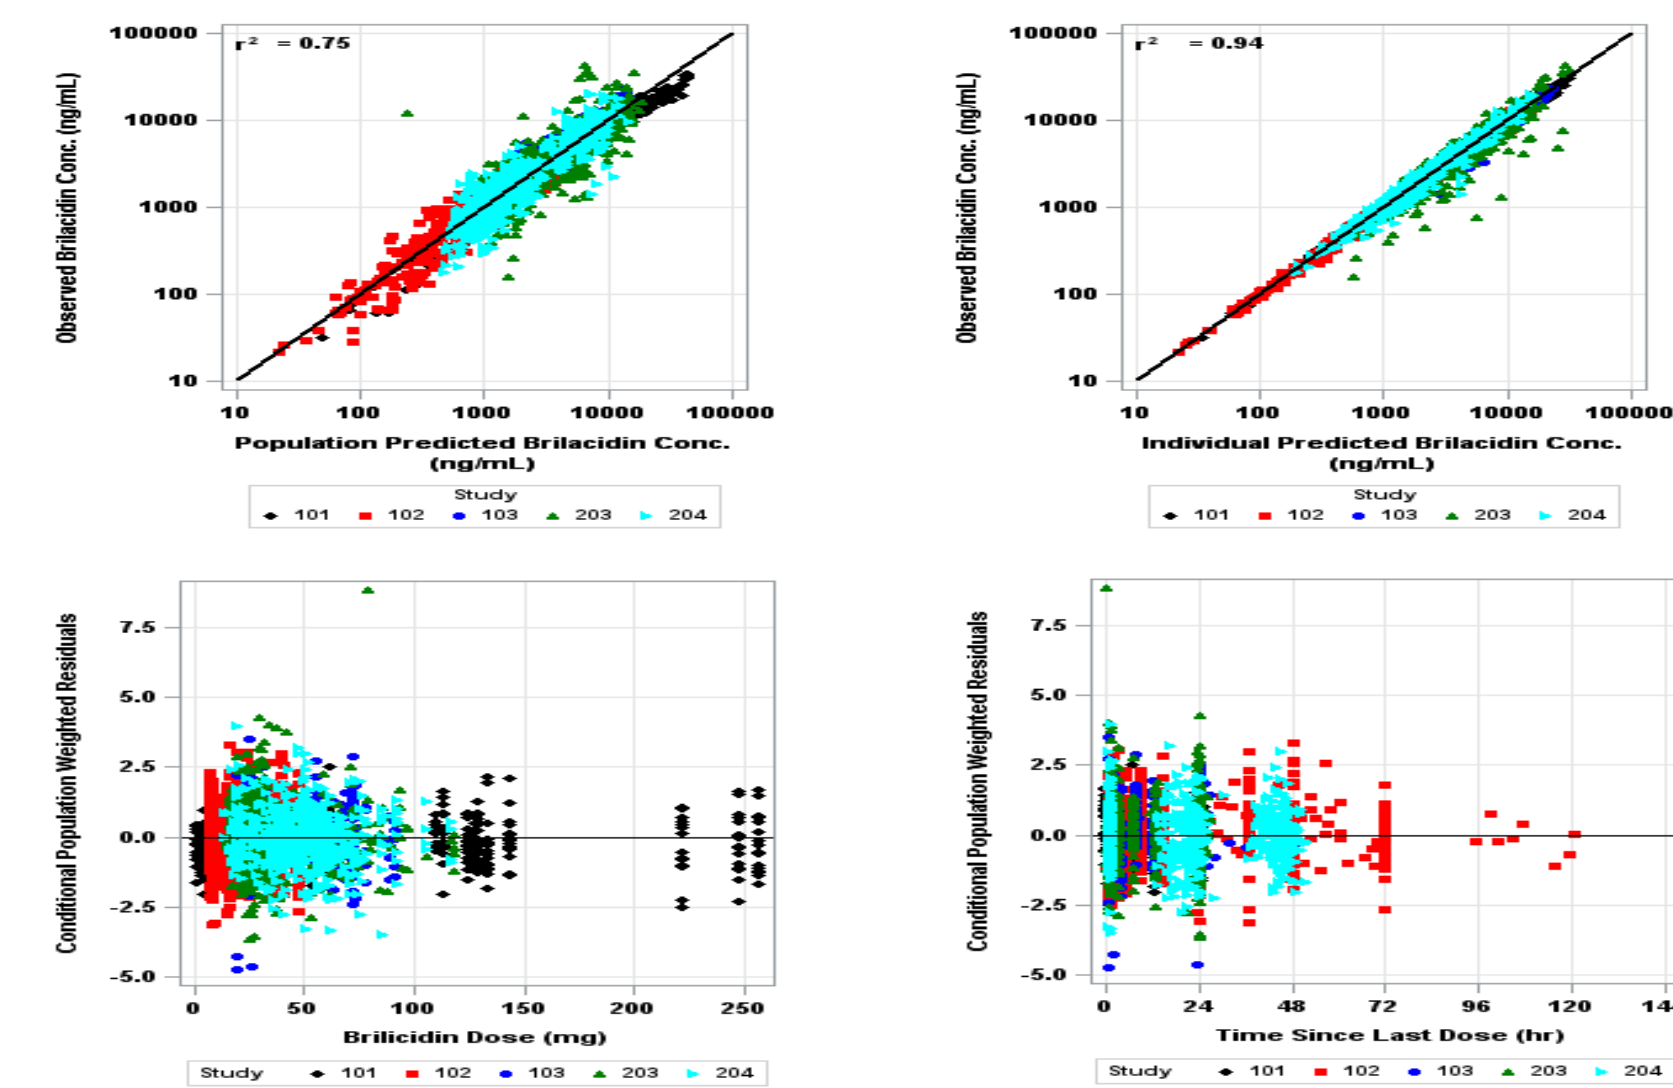 100000
10000
1000
100
10
r² = 0.75
Observed Brilacidin Conc. (ng/mL)
10 100 1000 10000 100000
Population Predicted Brilacidin Conc.
(ng/mL)
Study
101 102 103 203 204
100000
10000
1000
100
10
r² = 0.94
Observed Brilacidin Conc. (ng/mL)
10 100 1000 10000 100000
Individual Predicted Brilacidin Conc.
(ng/mL)
Study
101 102 103 203 204
7.5
5.0
2.5
0.0
-2.5
-5.0
Conditional Population Weighted Residuals
0 50 100 150 200 250
Brilicidin Dose (mg)
Study 101 102 103 203 204
7.5
5.0
2.5
0.0
-2.5
-5.0
Conditional Population Weighted Residuals
0 24 48 72 96 120
Time Since Last Dose (hr)
Study 101 102 103 203 204